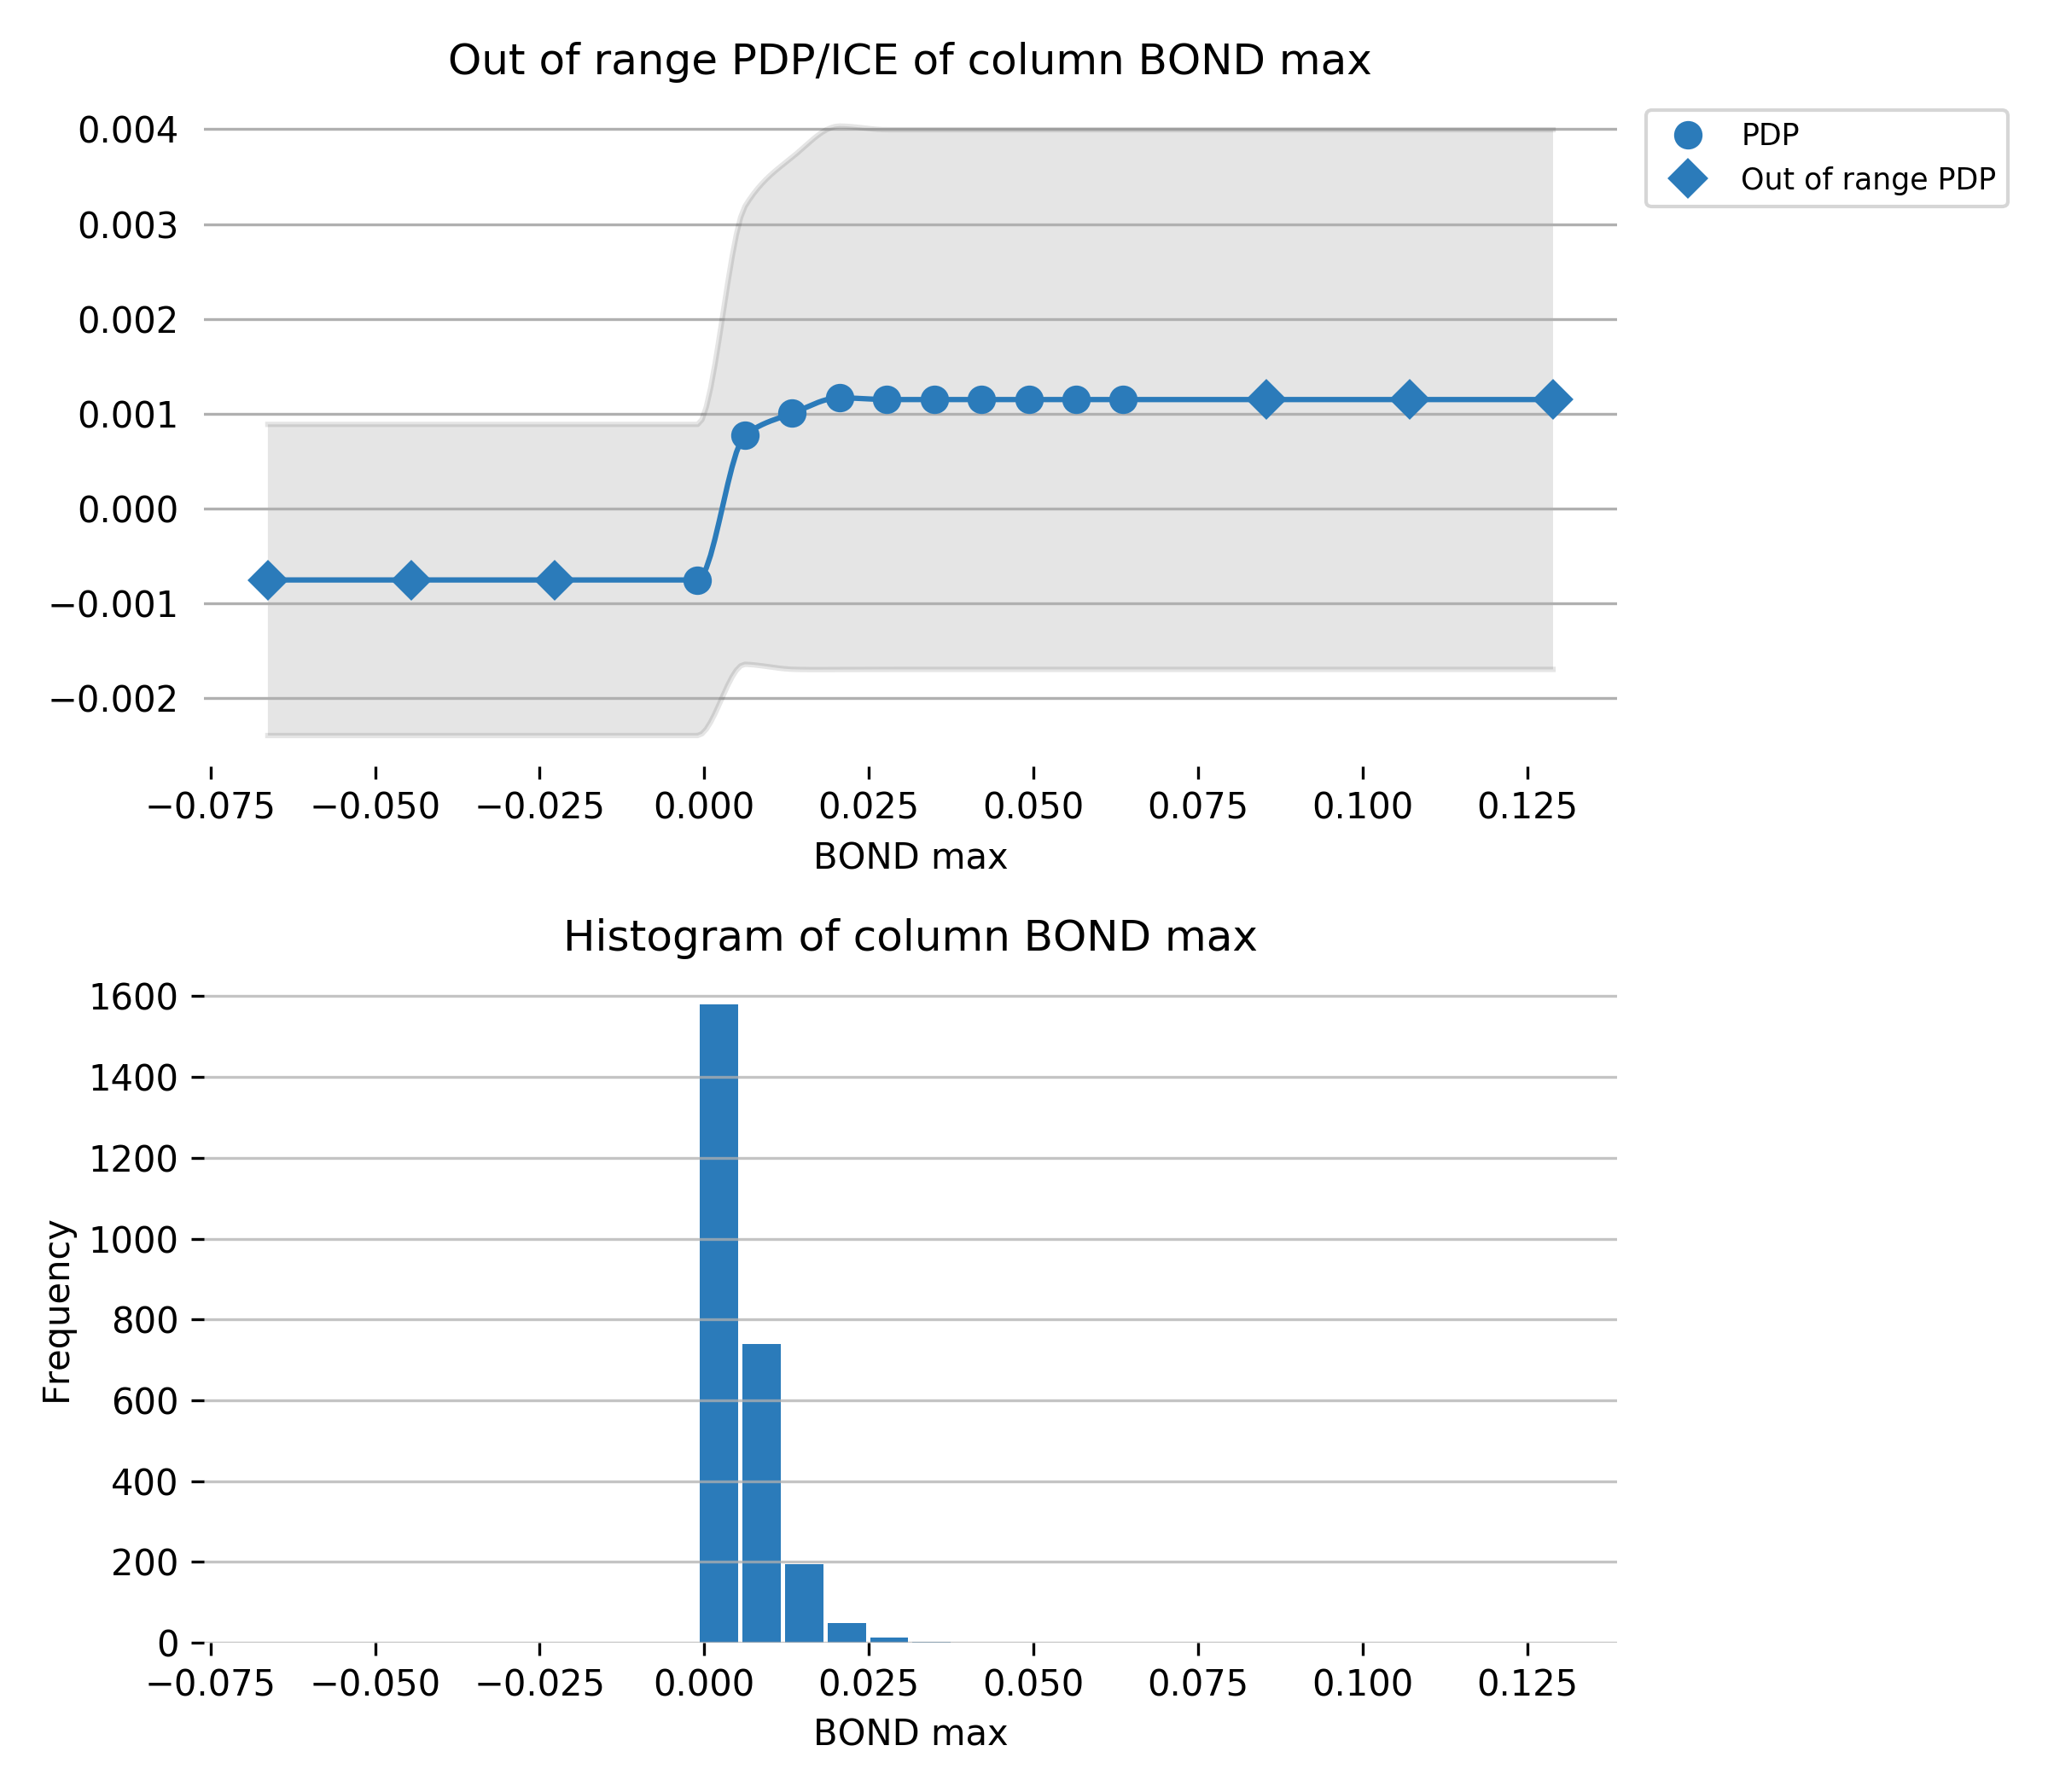 Out of range PDP/ICE of column BOND max
0.004
0.003
0.002
0.001
0.000
−0.001
−0.002
PDP
Out of range PDP
−0.075 −0.050 −0.025 0.000 0.025 0.050 0.075 0.100 0.125
BOND max
Histogram of column BOND max
1600
1400
1200
1000
800
600
400
200
0
Frequency
−0.075 −0.050 −0.025 0.000 0.025 0.050 0.075 0.100 0.125
BOND max